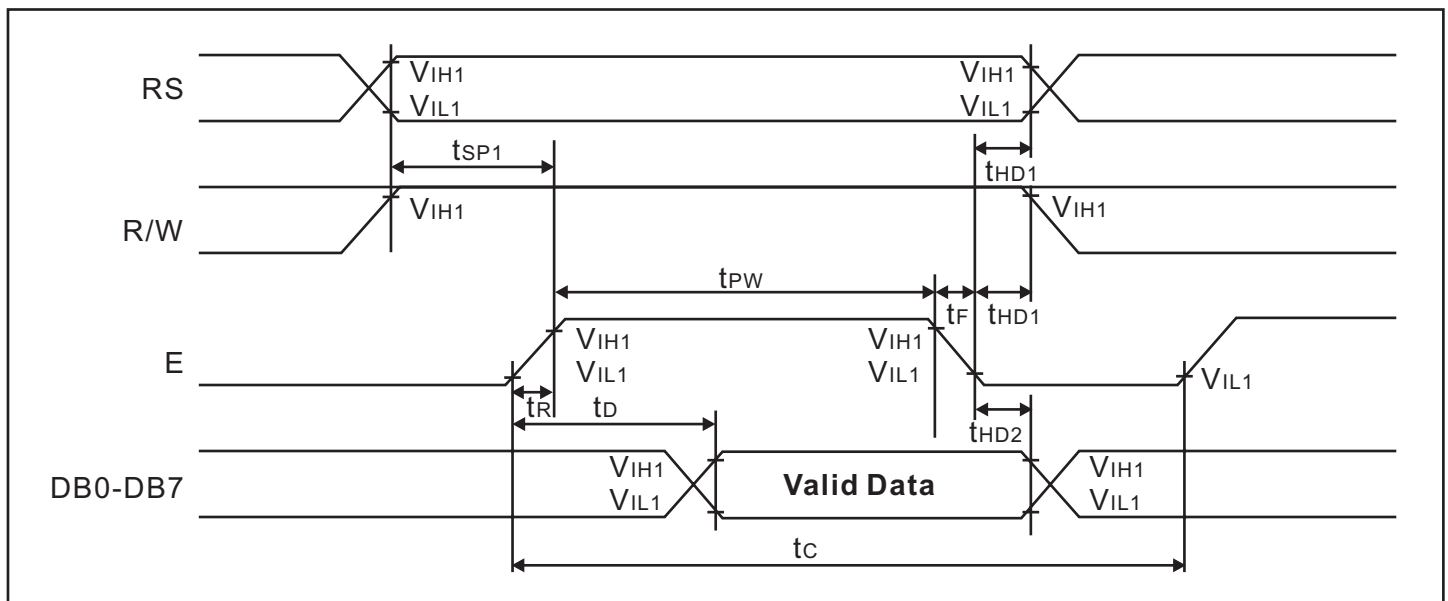 RS
VIH1
VIL1
VIH1
VIL1
tSP1
tHD1
R/W
VIH1
VIH1
tPW
tF
tHD1
E
VIH1
VIL1
VIH1
VIL1
VIL1
tR
tD
tHD2
DB0-DB7
VIH1
VIL1
Valid Data
VIH1
VIL1
tC